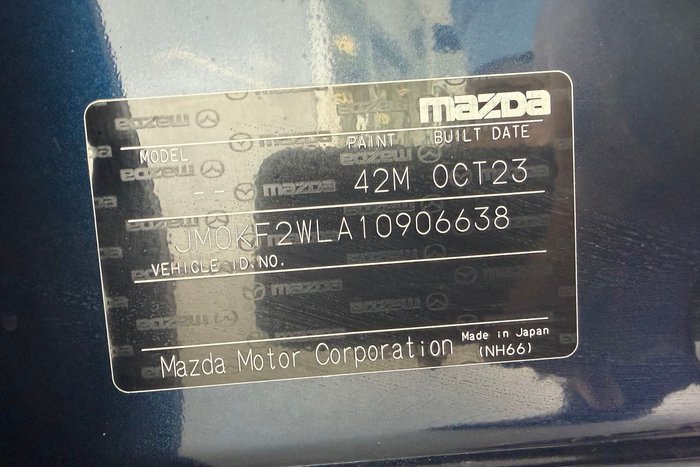 mazda
MODEL PAINT BUILT DATE
-- 42M OCT23
JM0KF2WLA10906638
VEHICLE ID.NO.
Mazda Motor Corporation Made in Japan
(NH66)